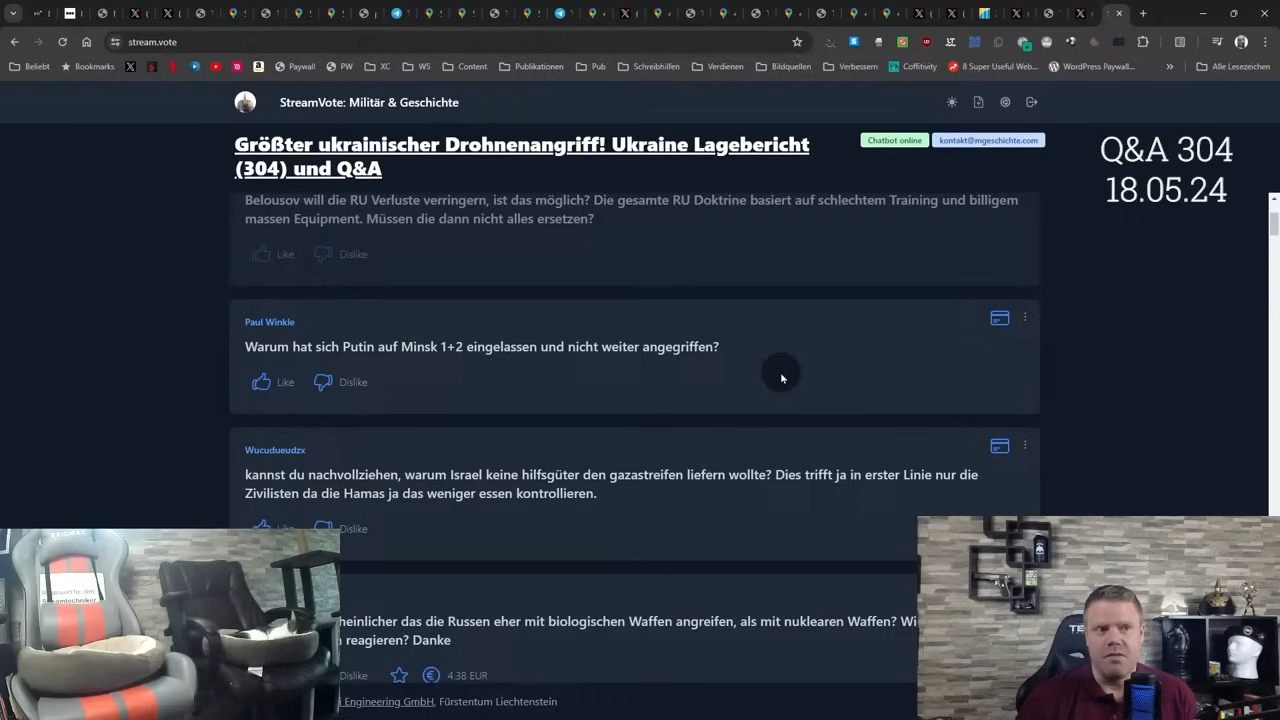 stream.vote
Beliebt
Bookmarks
Paywall
PW
XC
WS
Content
Publikationen
Pub
Schreibhilfen
Verdienen
Bildquellen
Verbessern
Coffitivity
8 Super Useful Web...
WordPress Paywall...
»
Alle Lesezeichen
StreamVote: Militär & Geschichte
Größter ukrainischer Drohnenangriff! Ukraine Lagebericht
(304) und Q&A
Chatbot online
kontakt@mgeschichte.com
Q&A 304
18.05.24
Belousov will die RU Verluste verringern, ist das möglich? Die gesamte RU Doktrine basiert auf schlechtem Training und billigem
massen Equipment. Müssen die dann nicht alles ersetzen?
Like Dislike
Paul Winkle
Warum hat sich Putin auf Minsk 1+2 eingelassen und nicht weiter angegriffen?
Like Dislike
Wucudueudzx
kannst du nachvollziehen, warum Israel keine hilfsgüter den gazastreifen liefern wollte? Dies trifft ja in erster Linie nur die
Zivilisten da die Hamas ja das weniger essen kontrollieren.
Like Dislike
das die Russen eher mit biologischen Waffen angreifen, als mit nuklearen Waffen?
reagieren? Danke
Dislike 4.38 EUR
Engineering GmbH, Fürstentum Liechtenstein